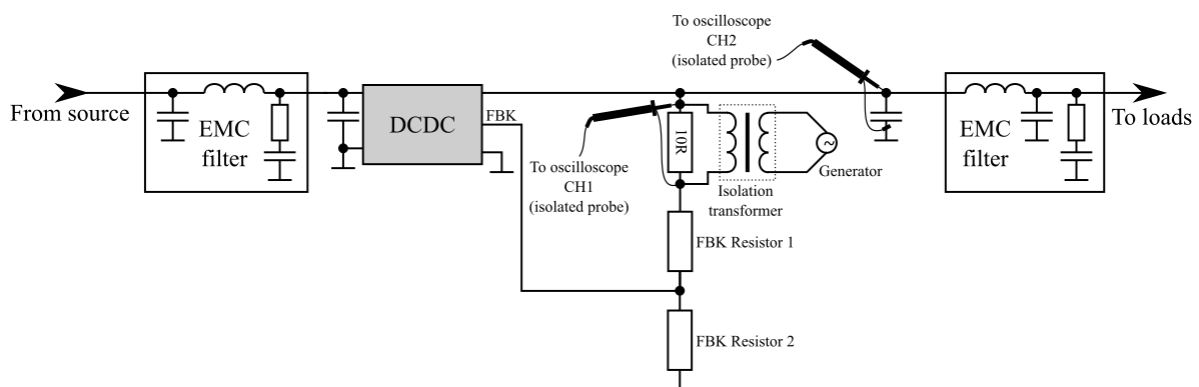 To oscilloscope
CH2
(isolated probe)
From source
EMC
filter
DCDC
FBK
To oscilloscope
CH1
(isolated probe)
10R
Generator
Isolation
transformer
EMC
filter
To loads
FBK Resistor 1
FBK Resistor 2